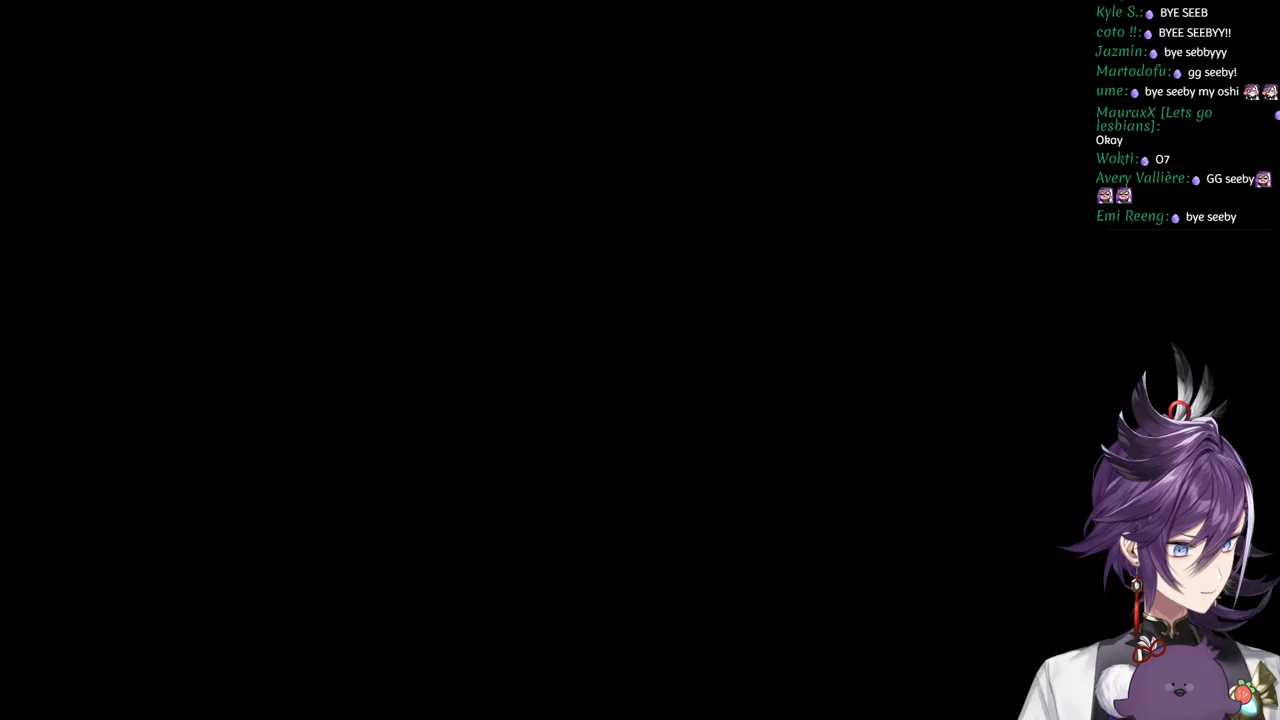 Kyle S.: BYE SEEB
coto !!: BYEE SEEBYY!!
Jazmín: bye sebbyyy
Martodofu: gg seeby!
ume: bye seeby my oshi
MauraxX [Lets go
lesbians]:
Okay
Wokti: O7
Avery Vallière: GG seeby
Emi Reeng: bye seeby